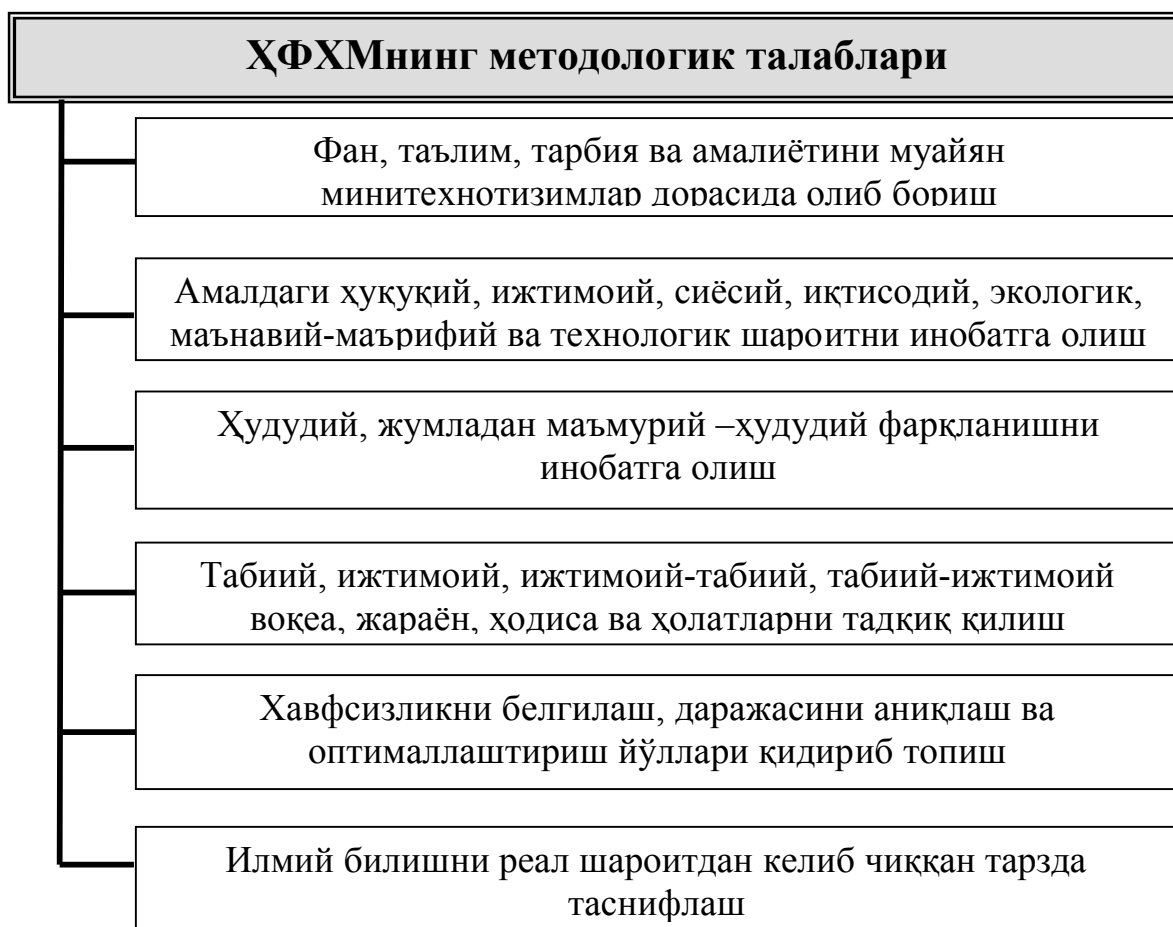 ҲФХМнинг методологик талаблари
Фан, таълим, тарбия ва амалиётини муайян
минитехнотизимлар дорасида олиб бориш
Амалдаги ҳуқуқий, ижтимоий, сиёсий, иқтисодий, экологик,
маънавий-маърифий ва технологик шароитни инобатга олиш
Ҳудудий, жумладан маъмурий –ҳудудий фарқланишни
инобатга олиш
Табиий, ижтимоий, ижтимоий-табиий, табиий-ижтимоий
воқеа, жараён, ҳодиса ва ҳолатларни тадқиқ қилиш
Хавфсизликни белгилаш, даражасини аниқлаш ва
оптималлаштириш йўллари қидириб топиш
Илмий билишни реал шароитдан келиб чиққан тарзда
таснифлаш